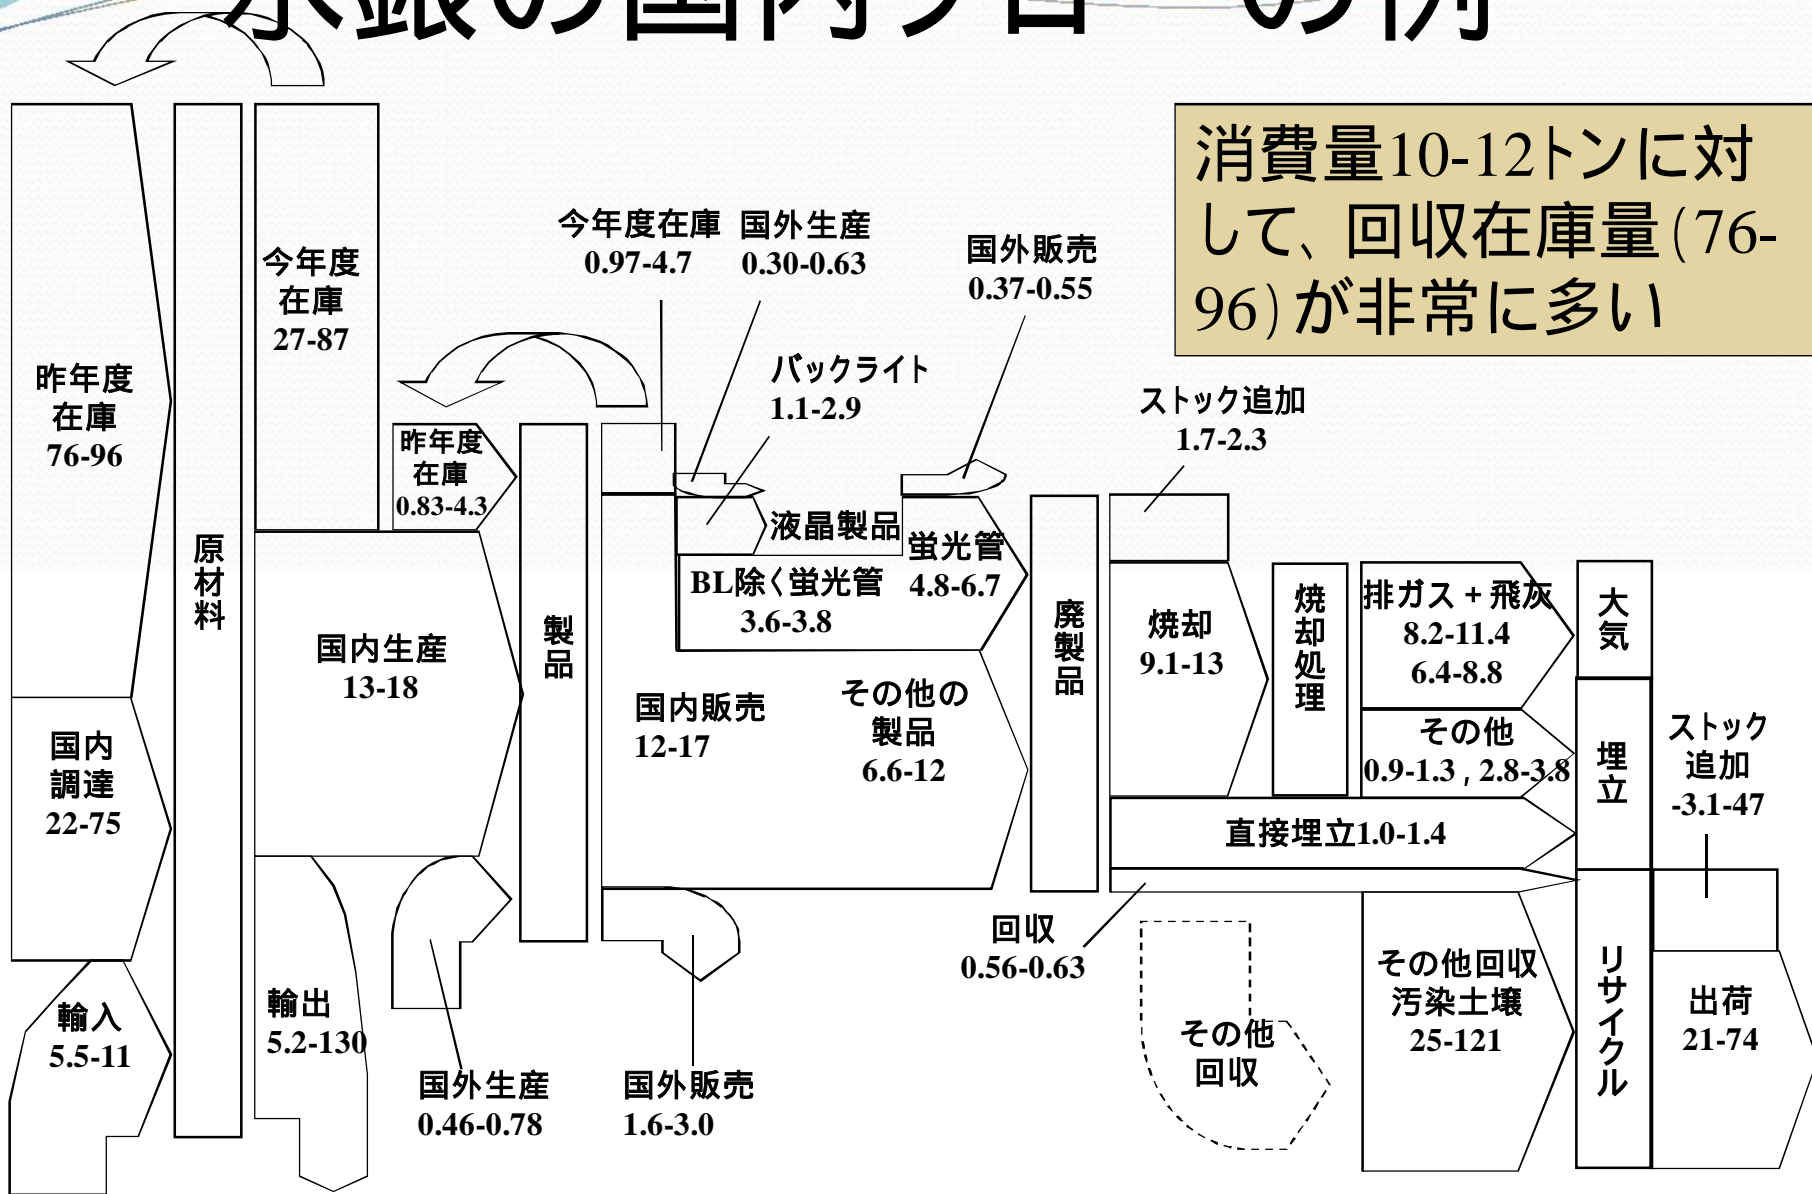 水銀の国内フローの例
消費量10-12トンに対
して、回収在庫量(76-
96)が非常に多い
昨年度
在庫
76-96
国内
調達
22-75
輸入
5.5-11
原材料
今年度
在庫
27-87
昨年度
在庫
0.83-4.3
国内生産
13-18
輸出
5.2-130
国外生産
0.46-0.78
製品
今年度在庫
0.97-4.7
国外生産
0.30-0.63
バックライト
1.1-2.9
液晶製品
BL除く蛍光管
3.6-3.8
国内販売
12-17
国外販売
1.6-3.0
国外販売
0.37-0.55
蛍光管
4.8-6.7
その他の
製品
6.6-12
廃製品
ストック追加
1.7-2.3
焼却
9.1-13
焼却処理
排ガス+飛灰
8.2-11.4
6.4-8.8
その他
0.9-1.3 , 2.8-3.8
直接埋立1.0-1.4
回収
0.56-0.63
その他
回収
その他回収
汚染土壌
25-121
大気
埋立
リサイクル
ストック
追加
-3.1-47
出荷
21-74